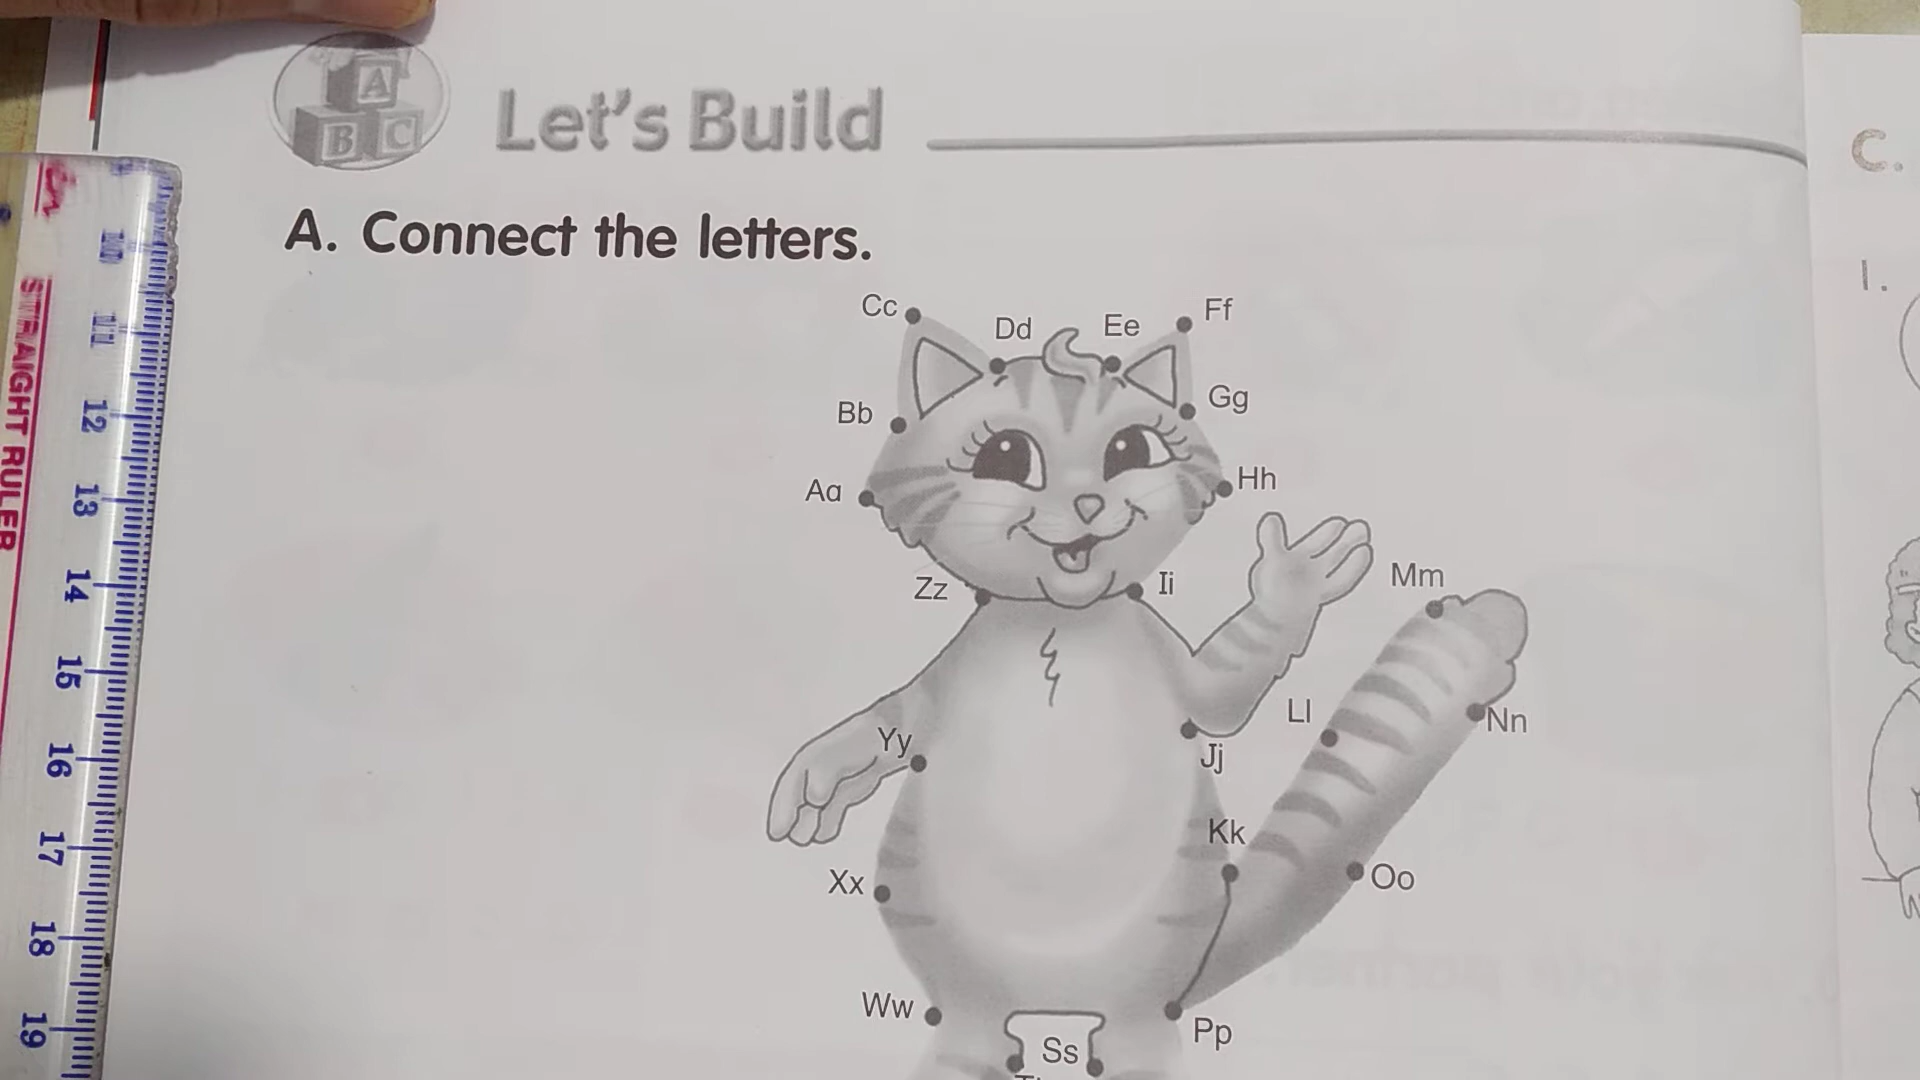 A
B C
Let's Build
A. Connect the letters.
Cc
Dd
Ee
Ff
Bb
Gg
Aa
Hh
Zz
Ii
Mm
Ll
Nn
Yy
Jj
Kk
Xx
Oo
Ww
Pp
Ss
STRAIGHT RULER
11
12
13
14
15
16
17
18
19
C.
1.